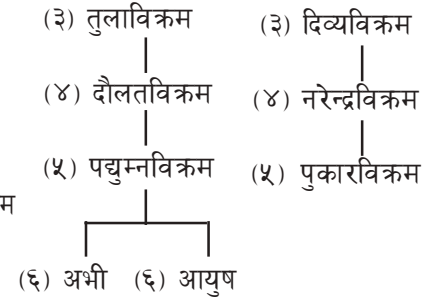 (३) तुलाविक्रम (३) दिव्यविक्रम
(४) दौलतविक्रम (४) नरेन्द्रविक्रम
(५) पद्युम्नविक्रम (५) पुकारविक्रम
म
(६) अभी (६) आयुष